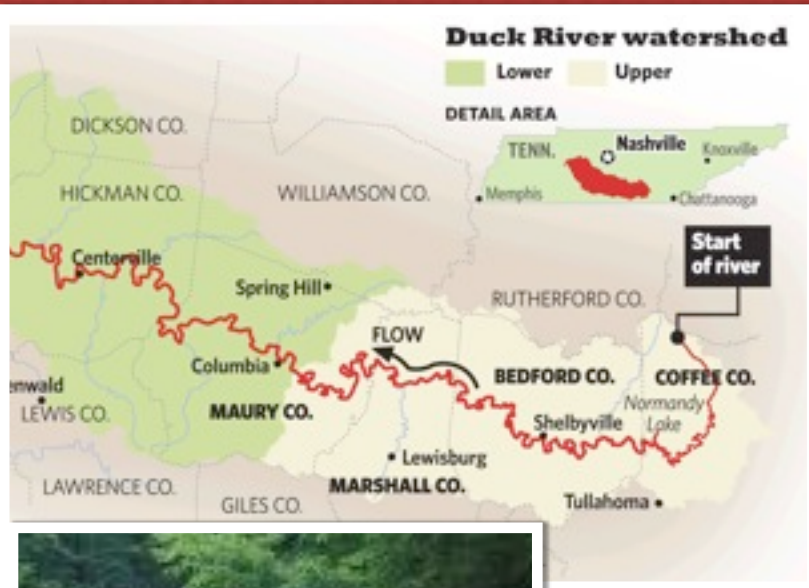 Duck River watershed
Lower
Upper
DETAIL AREA
TENN.
Nashville
Knoxville
Memphis
Chattanooga
DICKSON CO.
HICKMAN CO.
WILLIAMSON CO.
Start
of river
Centerville
Spring Hill
RUTHERFORD CO.
FLOW
Columbia
BEDFORD CO.
COFFEE CO.
enwald
LEWIS CO.
MAURY CO.
Normandy
Lake
Shelbyville
Lewisburg
LAWRENCE CO.
GILES CO.
MARSHALL CO.
Tullahoma